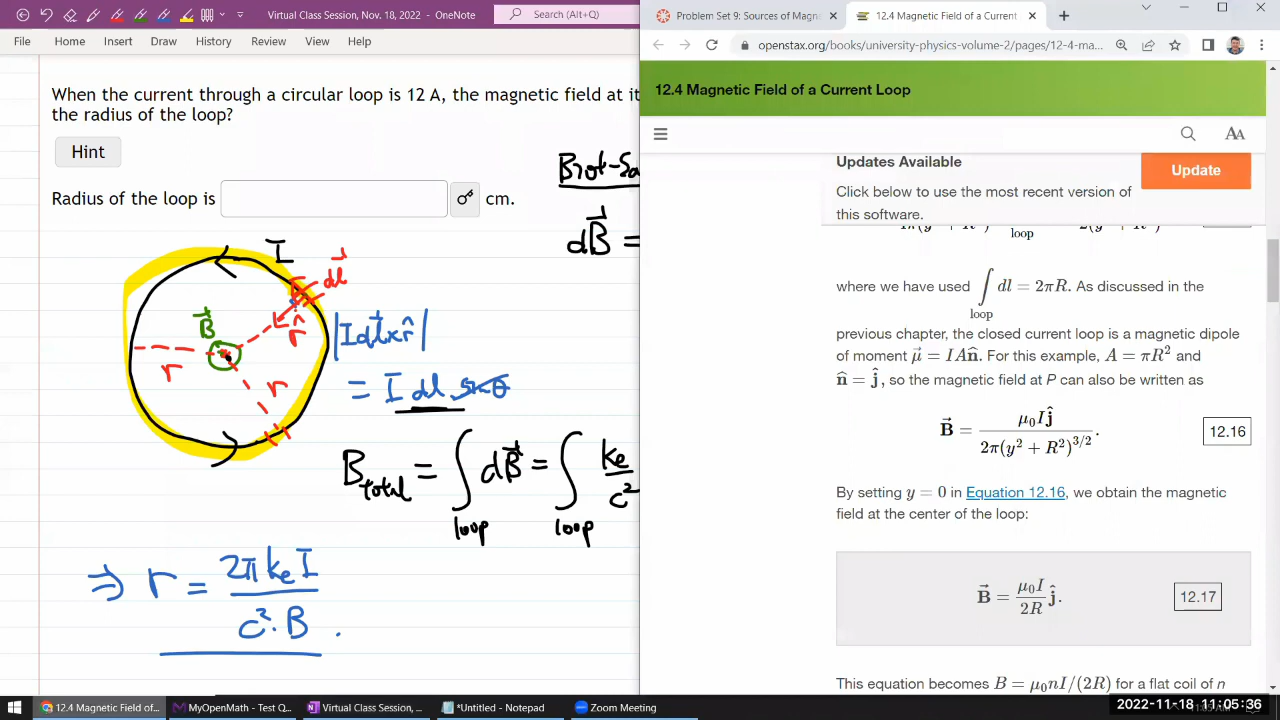 Virtual Class Session, Nov. 18, 2022 - OneNote
Search (Alt+Q)
File Home Insert Draw History Review View Help
When the current through a circular loop is 12 A, the magnetic field at it
the radius of the loop?
Hint
Radius of the loop is cm.
Biot-Sa
dB⃗ =
I
dl⃗
B⃗
r̂
r
r
|Idl⃗×r̂|
= I dl sinθ
B_total = ∫_loop dB⃗ = ∫_loop ke/c²
⇒ r = 2πkeI / c²·B .
Problem Set 9: Sources of Magn
12.4 Magnetic Field of a Current
openstax.org/books/university-physics-volume-2/pages/12-4-ma...
12.4 Magnetic Field of a Current Loop
AA
Updates Available
Click below to use the most recent version of
this software.
Update
loop
where we have used ∫_loop dl = 2πR. As discussed in the
previous chapter, the closed current loop is a magnetic dipole
of moment μ⃗ = IAn̂. For this example, A = πR² and
n̂ = ĵ, so the magnetic field at P can also be written as
B⃗ = μ₀Iĵ / 2π(y² + R²)^3/2. 12.16
By setting y = 0 in Equation 12.16, we obtain the magnetic
field at the center of the loop:
B⃗ = μ₀I/2R ĵ. 12.17
This equation becomes B = μ₀nI/(2R) for a flat coil of n
12.4 Magnetic Field of...
MyOpenMath - Test Q...
Virtual Class Session,...
*Untitled - Notepad
Zoom Meeting
2022-11-18 11:05:36